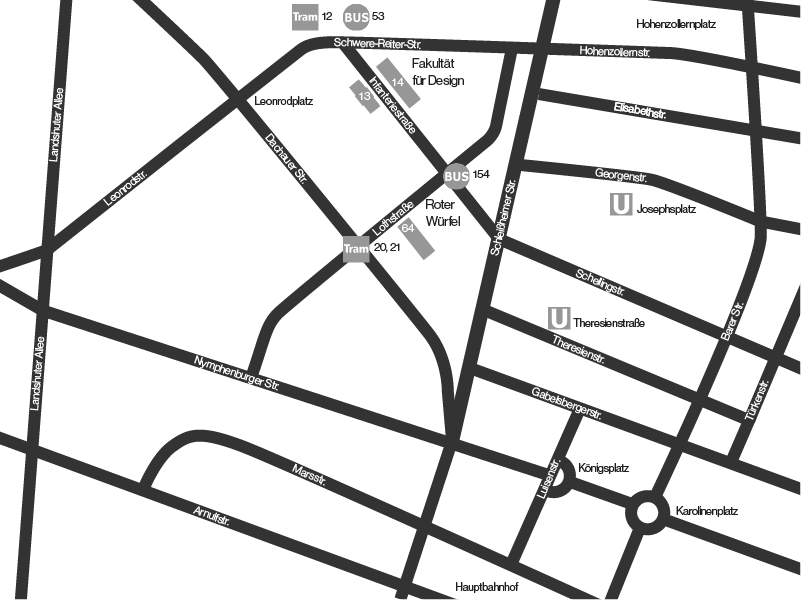 Tram 12 BUS 53
Hohenzollernplatz
Schwere-Reiter-Str.
Hohenzollernstr.
Fakultät
für Design
14
13
Infanteriestraße
Leonrodplatz
Elisabethstr.
Landshuter Allee
Dachauer Str.
Leonrodstr.
BUS 154
Georgenstr.
Roter
Würfel
Lothstraße
64
U Josephsplatz
Schleißheimer Str.
Tram 20, 21
Schellingstr.
U Theresienstraße
Barer Str.
Theresienstr.
Landshuter Allee
Nymphenburger Str.
Gabelsbergerstr.
Türkenstr.
Königsplatz
Luisenstr.
Marsstr.
Karolinenplatz
Arnulfstr.
Hauptbahnhof